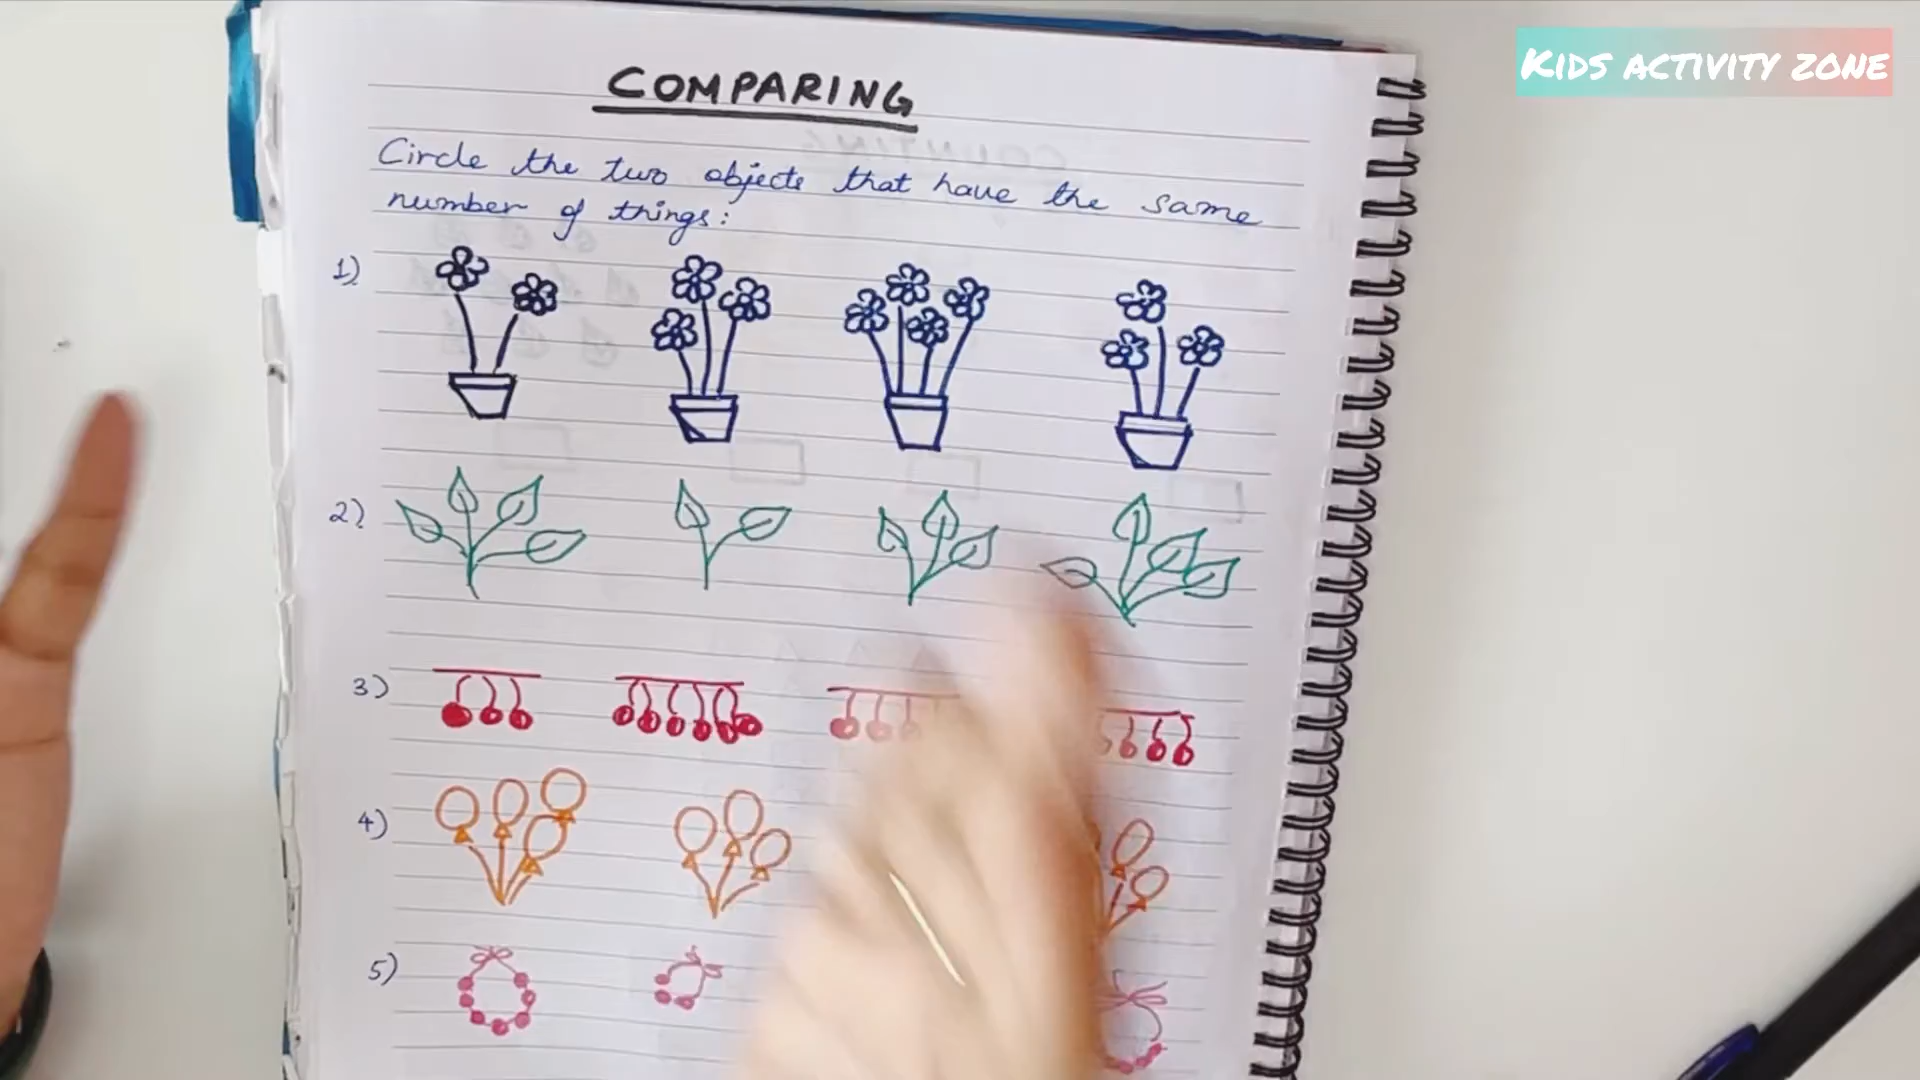 KIDS ACTIVITY ZONE
COMPARING
Circle the two objects that have the same
number of things:
1)
2)
3)
4)
5)